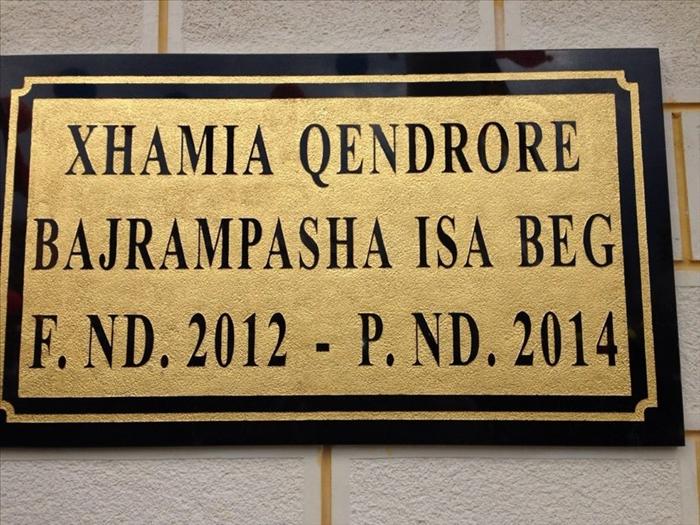 XHAMIA QENDRORE
BAJRAMPASHA ISA BEG
F. ND. 2012 - P. ND. 2014